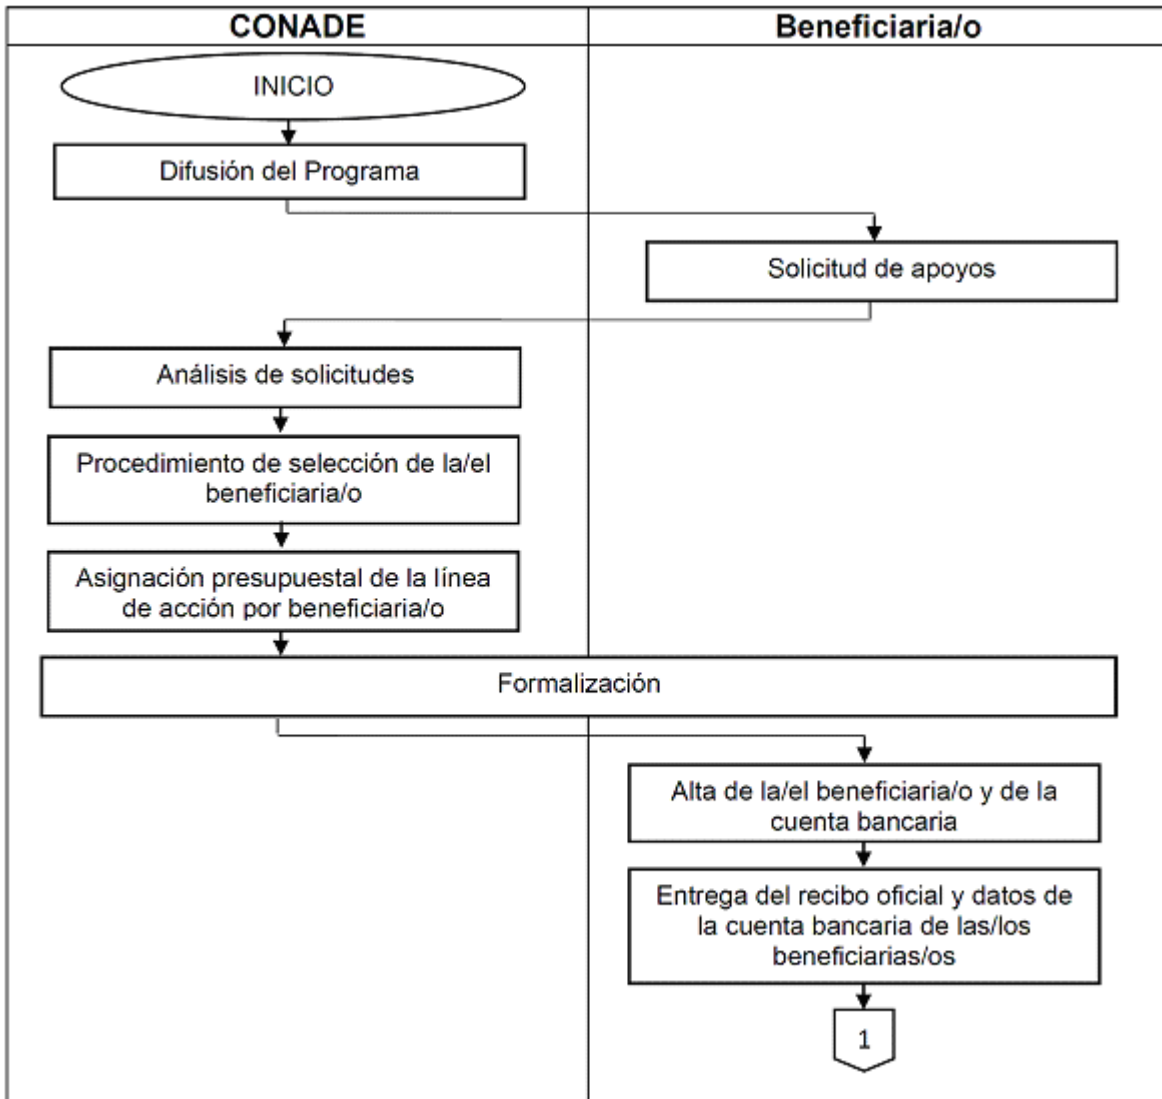 CONADE
Beneficiaria/o
INICIO
Difusión del Programa
Solicitud de apoyos
Análisis de solicitudes
Procedimiento de selección de la/el
beneficiaria/o
Asignación presupuestal de la línea
de acción por beneficiaria/o
Formalización
Alta de la/el beneficiaria/o y de la
cuenta bancaria
Entrega del recibo oficial y datos de
la cuenta bancaria de las/los
beneficiarias/os
1